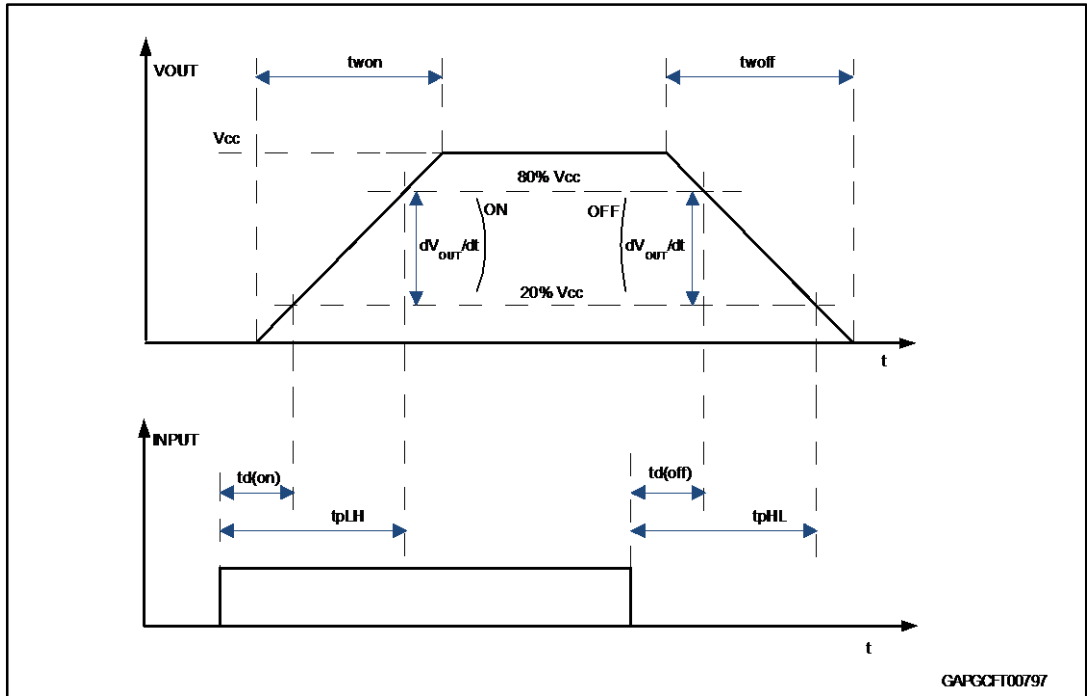 twon
twoff
VOUT
Vcc
80% Vcc
ON
OFF
dVOUT/dt
dVOUT/dt
20% Vcc
t
INPUT
td(on)
td(off)
tpLH
tpHL
t
GAPGCFT00797